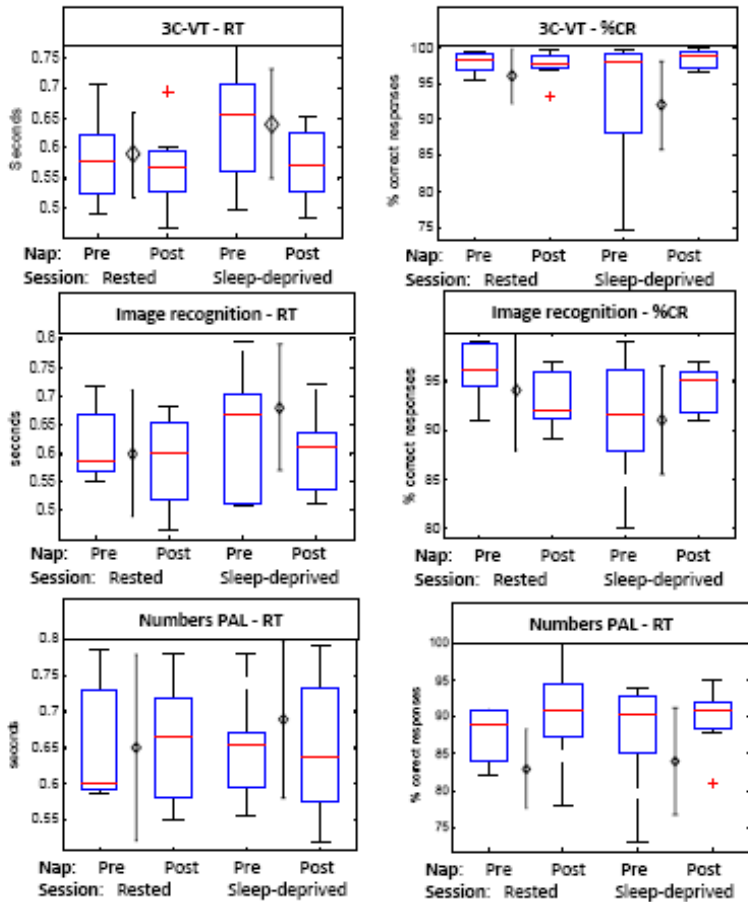 3C-VT - RT
3C-VT - %CR
Seconds
0.75
0.7
0.65
0.6
0.55
0.5
% correct responses
100
95
90
85
80
75
Nap: Pre Post Pre Post
Session: Rested Sleep-deprived
Nap: Pre Post Pre Post
Session: Rested Sleep-deprived
Image recognition - RT
Image recognition - %CR
seconds
0.8
0.75
0.7
0.65
0.6
0.55
0.5
% correct responses
95
90
85
80
Nap: Pre Post Pre Post
Session: Rested Sleep-deprived
Nap: Pre Post Pre Post
Session: Rested Sleep-deprived
Numbers PAL - RT
Numbers PAL - RT
seconds
0.8
0.75
0.7
0.65
0.6
0.55
% correct responses
100
95
90
85
80
75
Nap: Pre Post Pre Post
Session: Rested Sleep-deprived
Nap: Pre Post Pre Post
Session: Rested Sleep-deprived